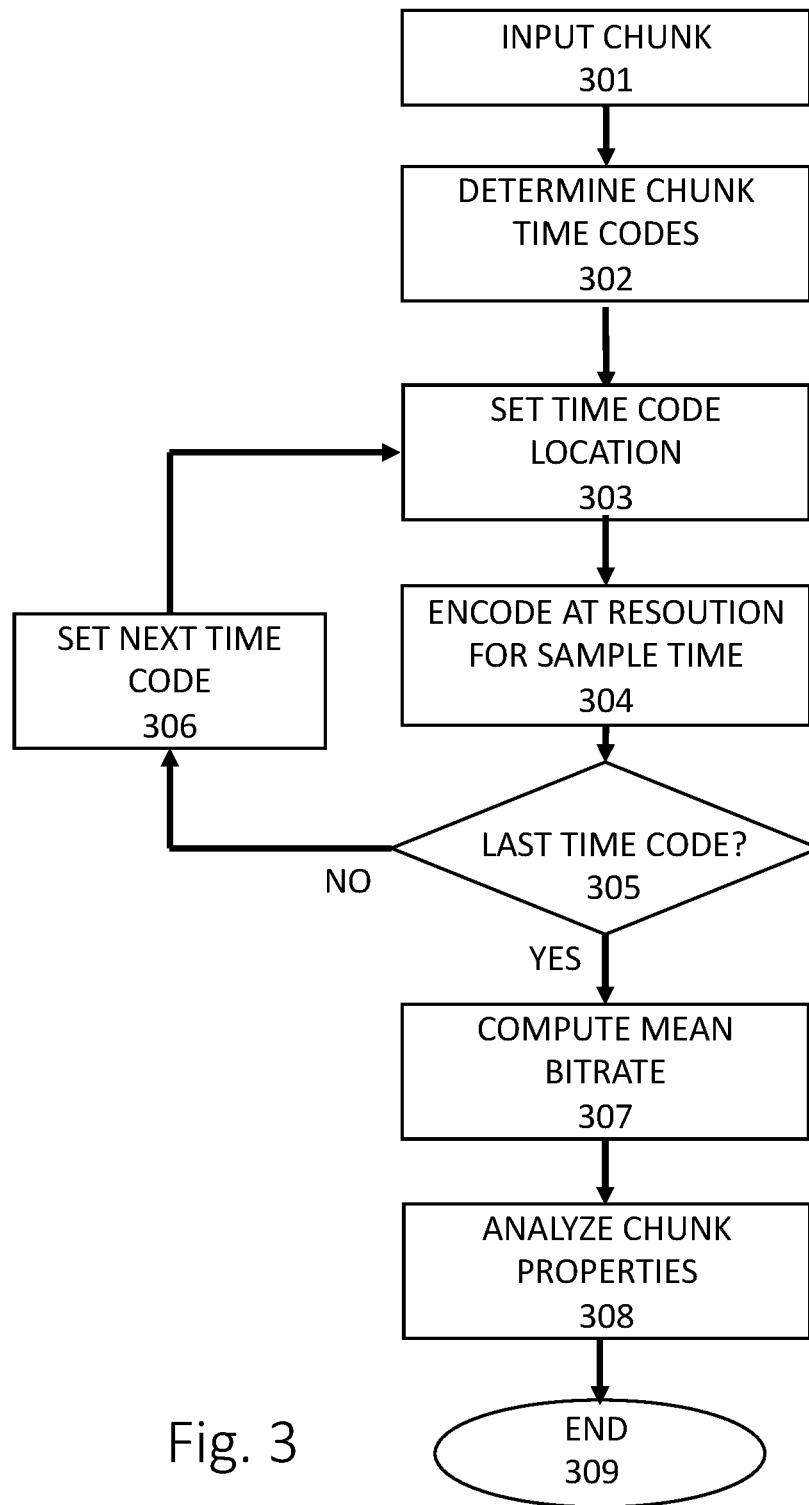 INPUT CHUNK
301
DETERMINE CHUNK
TIME CODES
302
SET TIME CODE
LOCATION
303
ENCODE AT RESOUTION
FOR SAMPLE TIME
304
SET NEXT TIME
CODE
306
LAST TIME CODE?
305
NO
YES
COMPUTE MEAN
BITRATE
307
ANALYZE CHUNK
PROPERTIES
308
END
309
Fig. 3